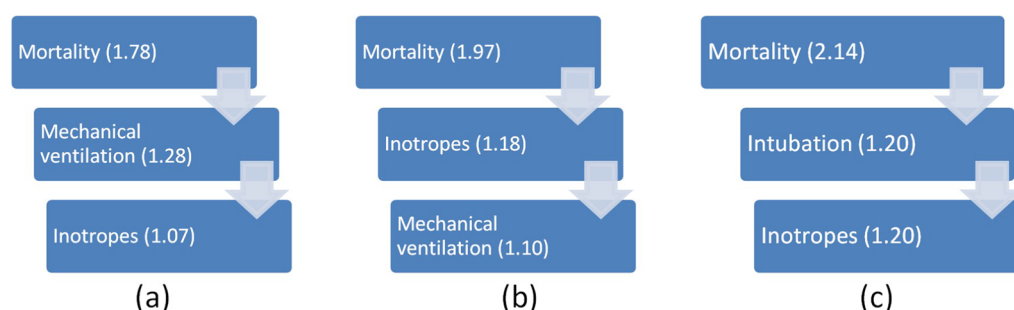 Mortality (1.78)
Mechanical
ventilation (1.28)
Inotropes (1.07)
(a)
Mortality (1.97)
Inotropes (1.18)
Mechanical
ventilation (1.10)
(b)
Mortality (2.14)
Intubation (1.20)
Inotropes (1.20)
(c)